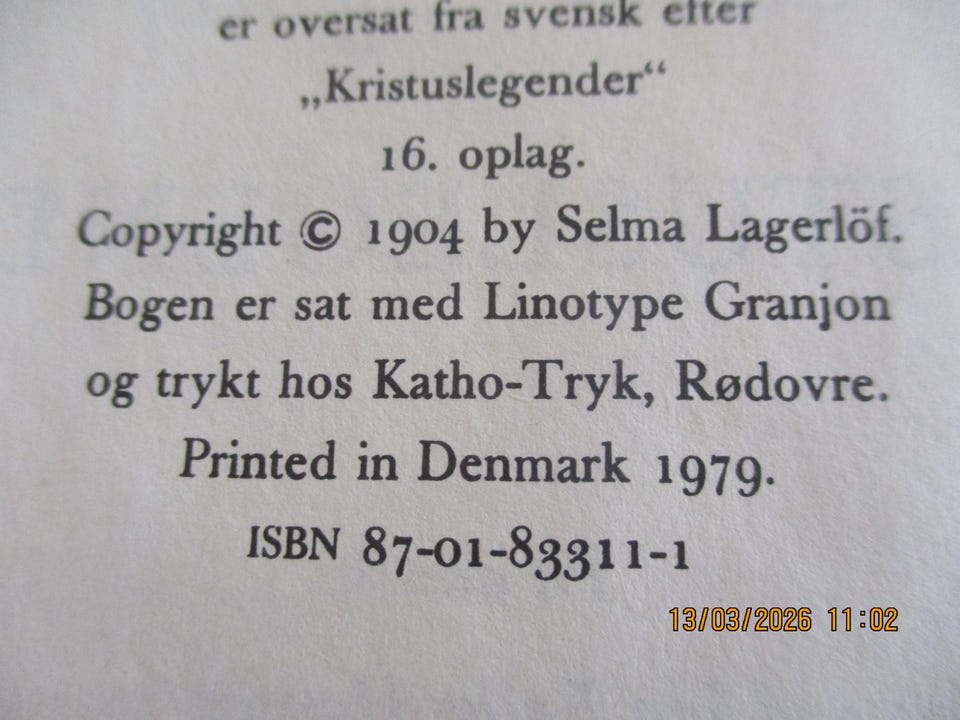 er oversat fra svensk efter
„Kristuslegender“
16. oplag.
Copyright © 1904 by Selma Lagerlöf.
Bogen er sat med Linotype Granjon
og trykt hos Katho-Tryk, Rødovre.
Printed in Denmark 1979.
ISBN 87-01-83311-1
13/03/2026 11:02